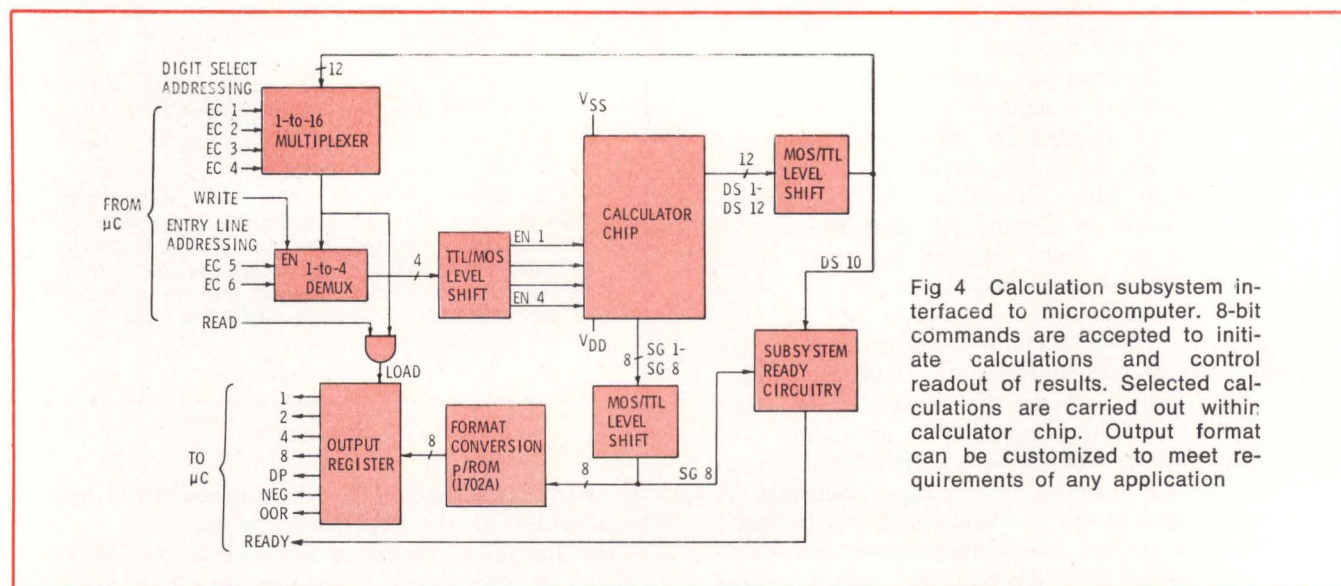 DIGIT SELECT
ADDRESSING
12
EC 1
EC 2
EC 3
EC 4
1-to-16
MULTIPLEXER
FROM
µC
WRITE
ENTRY LINE
ADDRESSING
EC 5
EC 6
EN
1-to-4
DEMUX
READ
4
TTL/MOS
LEVEL
SHIFT
EN 1
EN 4
VSS
CALCULATOR
CHIP
VDD
12
DS 1-
DS 12
MOS/TTL
LEVEL
SHIFT
DS 10
SUBSYSTEM
READY
CIRCUITRY
8
SG 1-
SG 8
MOS/TTL
LEVEL
SHIFT
8
SG 8
LOAD
TO
µC
1
2
4
8
DP
NEG
OOR
READY
OUTPUT
REGISTER
8
FORMAT
CONVERSION
P/ROM
(1702A)
Fig 4 Calculation subsystem in-
terfaced to microcomputer. 8-bit
commands are accepted to initi-
ate calculations and control
readout of results. Selected cal-
culations are carried out within
calculator chip. Output format
can be customized to meet re-
quirements of any application